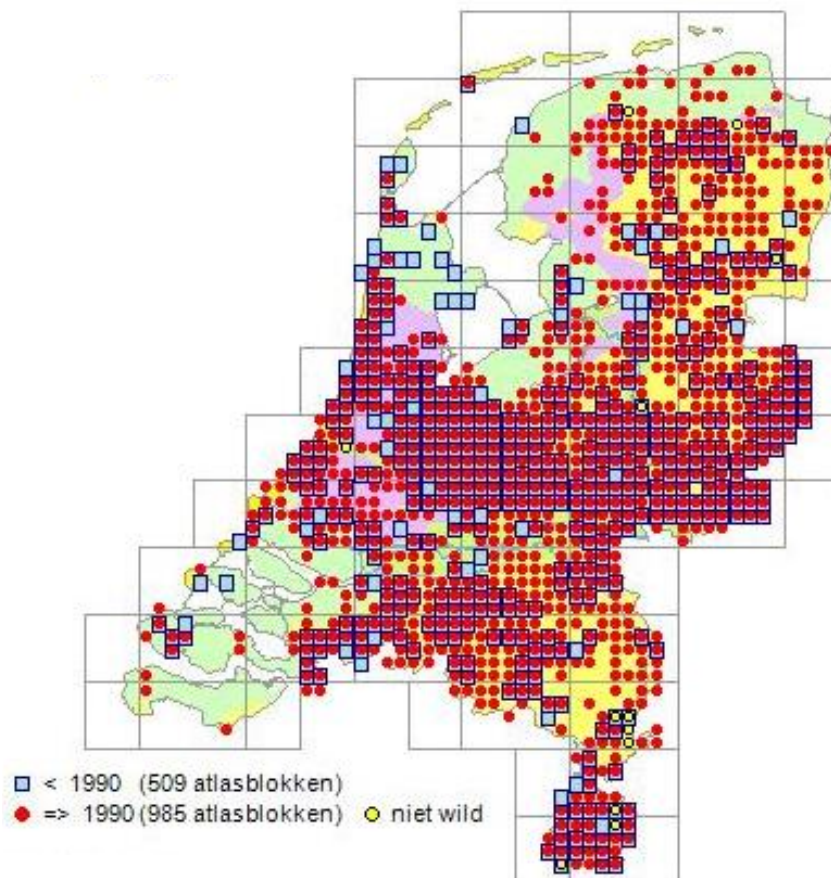 < 1990 (509 atlasblokken)
=> 1990 (985 atlasblokken) niet wild